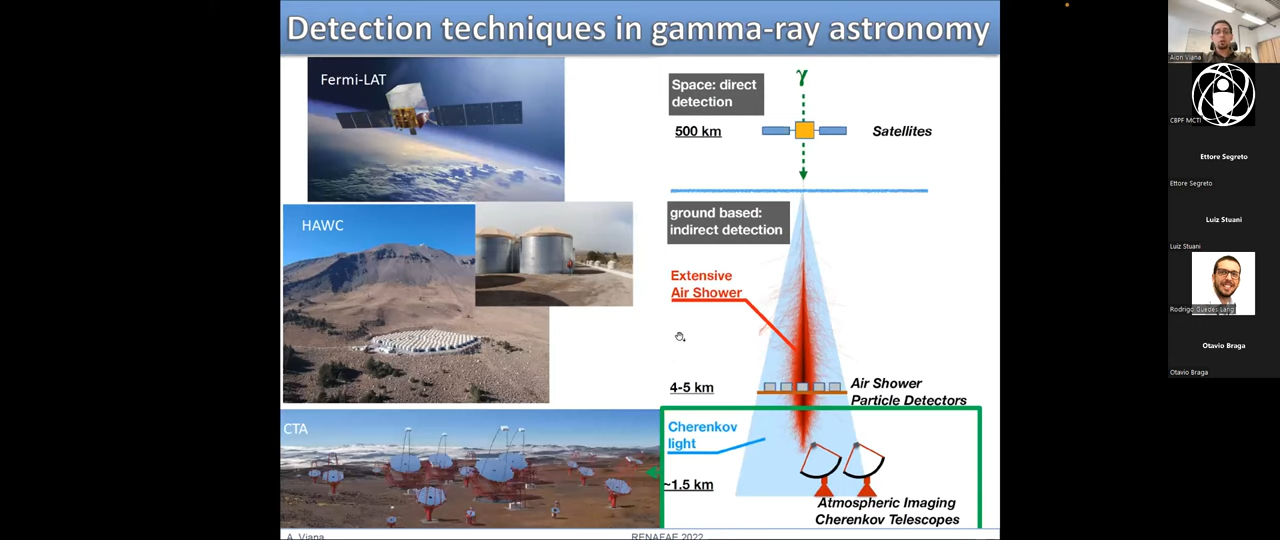 Detection techniques in gamma-ray astronomy
Fermi-LAT
HAWC
CTA
γ
Space: direct
detection
500 km
Satellites
ground based:
indirect detection
Extensive
Air Shower
4-5 km
Air Shower
Particle Detectors
Cherenkov
light
~1.5 km
Atmospheric Imaging
Cherenkov Telescopes
A. Viana
RENAFAE 2022
Aion Viana
CBPF MCTI
Ettore Segreto
Ettore Segreto
Luiz Stuani
Luiz Stuani
Rodrigo Guedes Lang
Otavio Braga
Otavio Braga